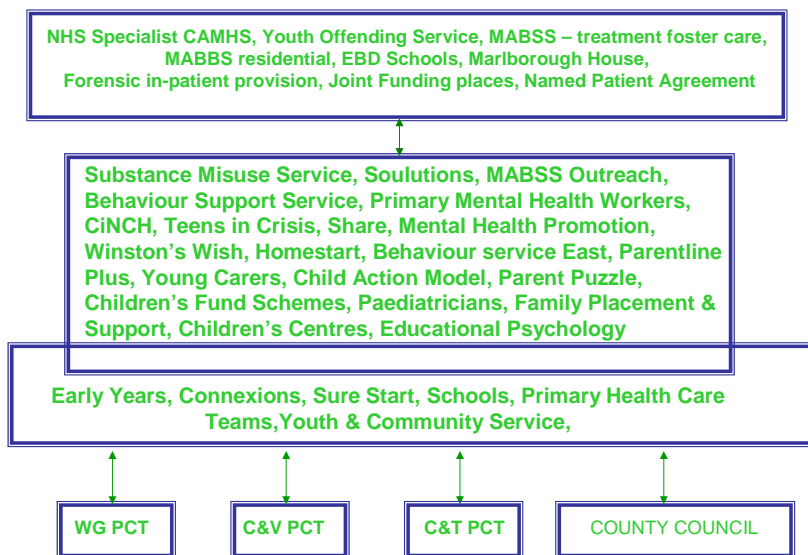 NHS Specialist CAMHS, Youth Offending Service, MABSS – treatment foster care,
MABBS residential, EBD Schools, Marlborough House,
Forensic in-patient provision, Joint Funding places, Named Patient Agreement
Substance Misuse Service, Soulutions, MABSS Outreach,
Behaviour Support Service, Primary Mental Health Workers,
CiNCH, Teens in Crisis, Share, Mental Health Promotion,
Winston’s Wish, Homestart, Behaviour service East, Parentline
Plus, Young Carers, Child Action Model, Parent Puzzle,
Children’s Fund Schemes, Paediatricians, Family Placement &
Support, Children’s Centres, Educational Psychology
Early Years, Connexions, Sure Start, Schools, Primary Health Care
Teams,Youth & Community Service,
WG PCT
C&V PCT
C&T PCT
COUNTY COUNCIL